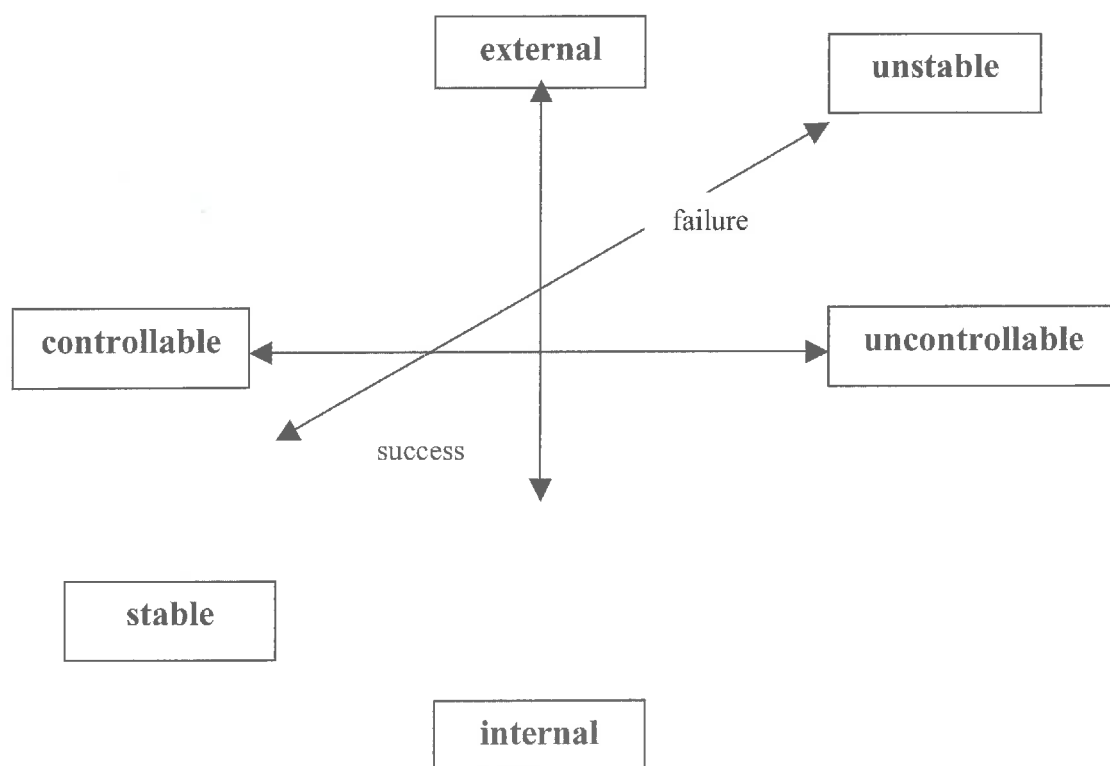 external
unstable
failure
controllable
uncontrollable
success
stable
internal